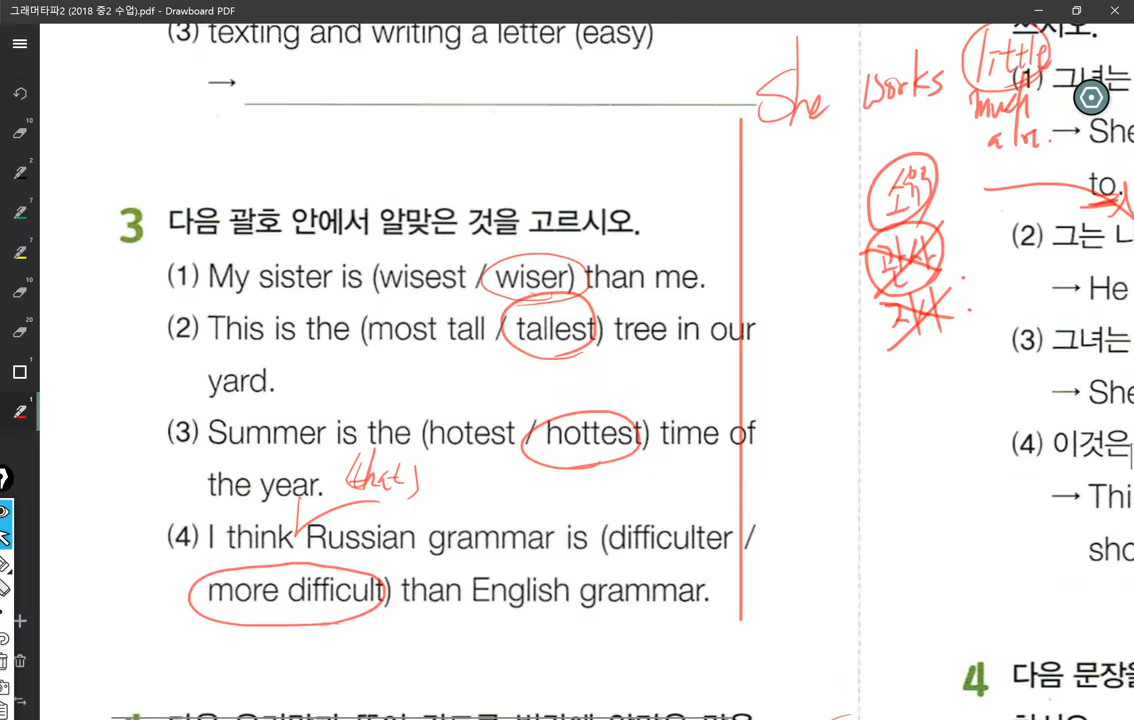 그래머타파2 (2018 중2 수업).pdf - Drawboard PDF
(3) texting and writing a letter (easy)
→
3 다음 괄호 안에서 알맞은 것을 고르시오.
(1) My sister is (wisest / wiser) than me.
(2) This is the (most tall / tallest) tree in our
yard.
(3) Summer is the (hotest / hottest) time of
the year. (that)
(4) I think Russian grammar is (difficulter /
more difficult) than English grammar.
She works little
much
a lot.
쓰시오.
(1) 그녀는
→ She
to.
(2) 그는 나
→ He
(3) 그녀는
→ She
(4) 이것은
→ Thi
sho
4 다음 문장을